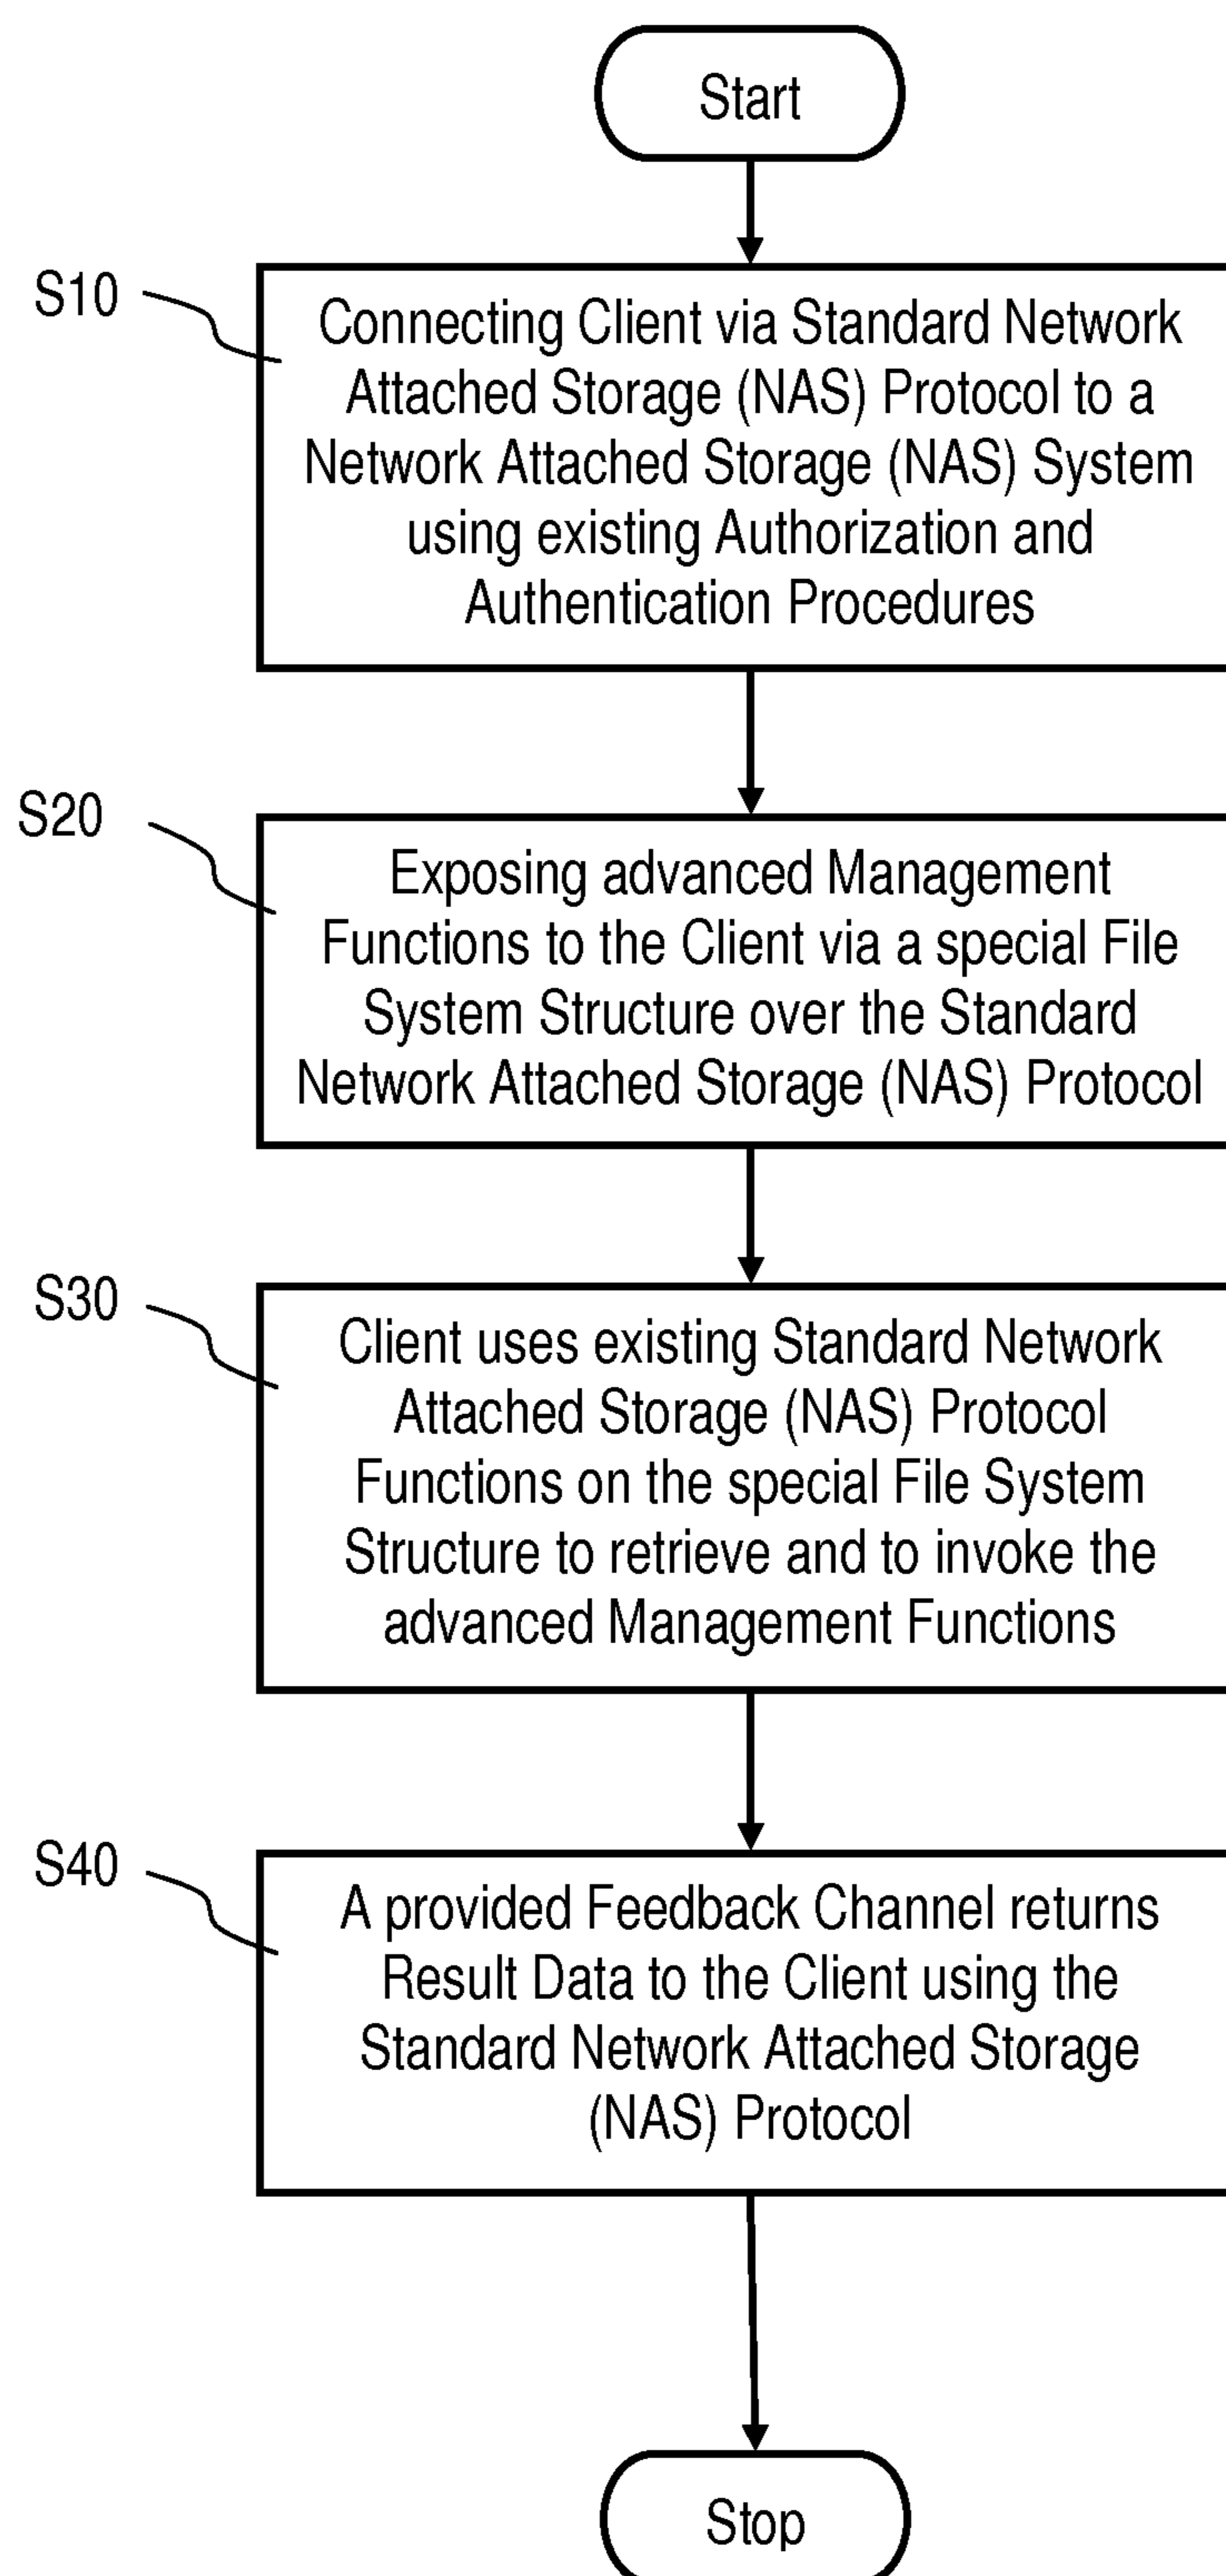 Start
S10
Connecting Client via Standard Network
Attached Storage (NAS) Protocol to a
Network Attached Storage (NAS) System
using existing Authorization and
Authentication Procedures
S20
Exposing advanced Management
Functions to the Client via a special File
System Structure over the Standard
Network Attached Storage (NAS) Protocol
S30
Client uses existing Standard Network
Attached Storage (NAS) Protocol
Functions on the special File System
Structure to retrieve and to invoke the
advanced Management Functions
S40
A provided Feedback Channel returns
Result Data to the Client using the
Standard Network Attached Storage
(NAS) Protocol
Stop